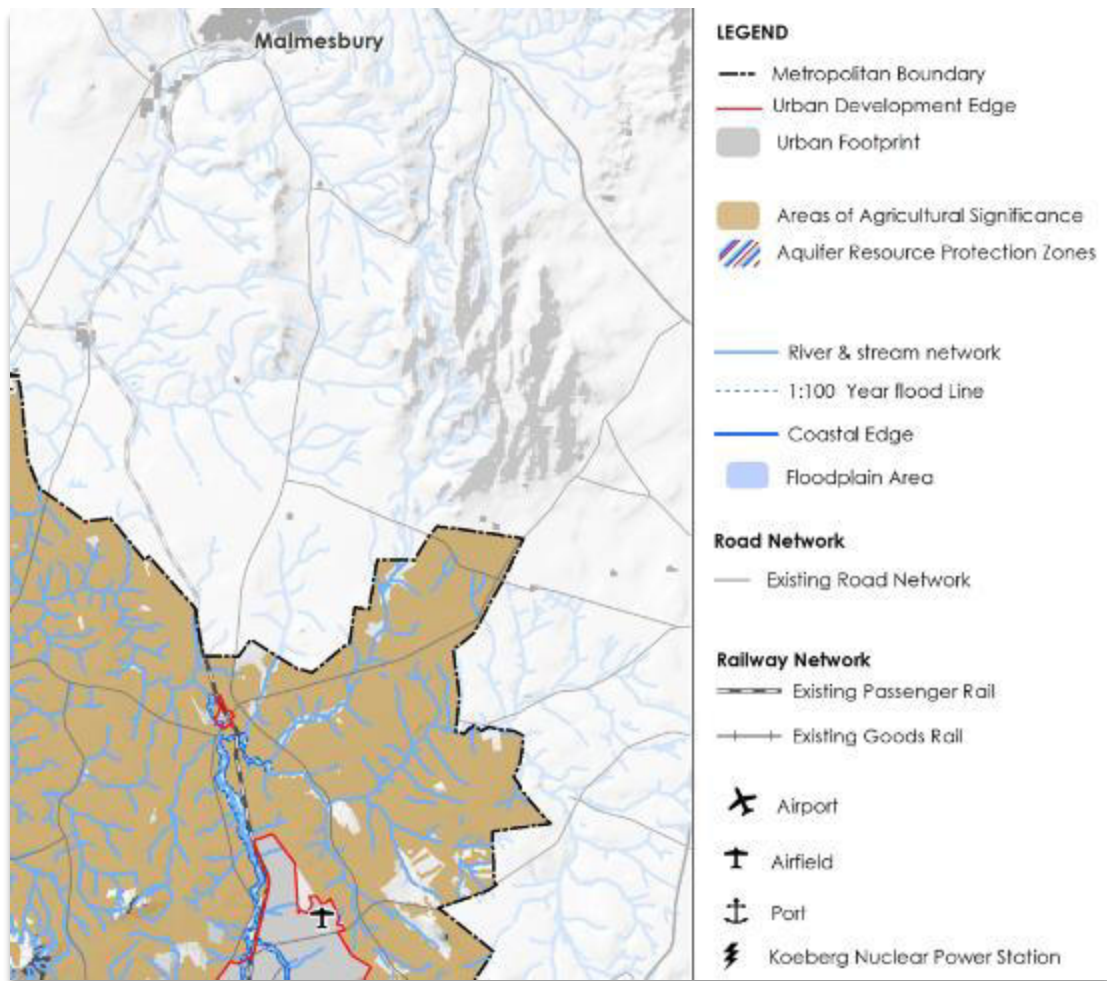 Malmesbury
LEGEND
Metropolitan Boundary
Urban Development Edge
Urban Footprint
Areas of Agricultural Significance
Aquifer Resource Protection Zones
River & stream network
1:100 Year flood Line
Coastal Edge
Floodplain Area
Road Network
Existing Road Network
Railway Network
Existing Passenger Rail
Existing Goods Rail
Airport
Airfield
Port
Koeberg Nuclear Power Station